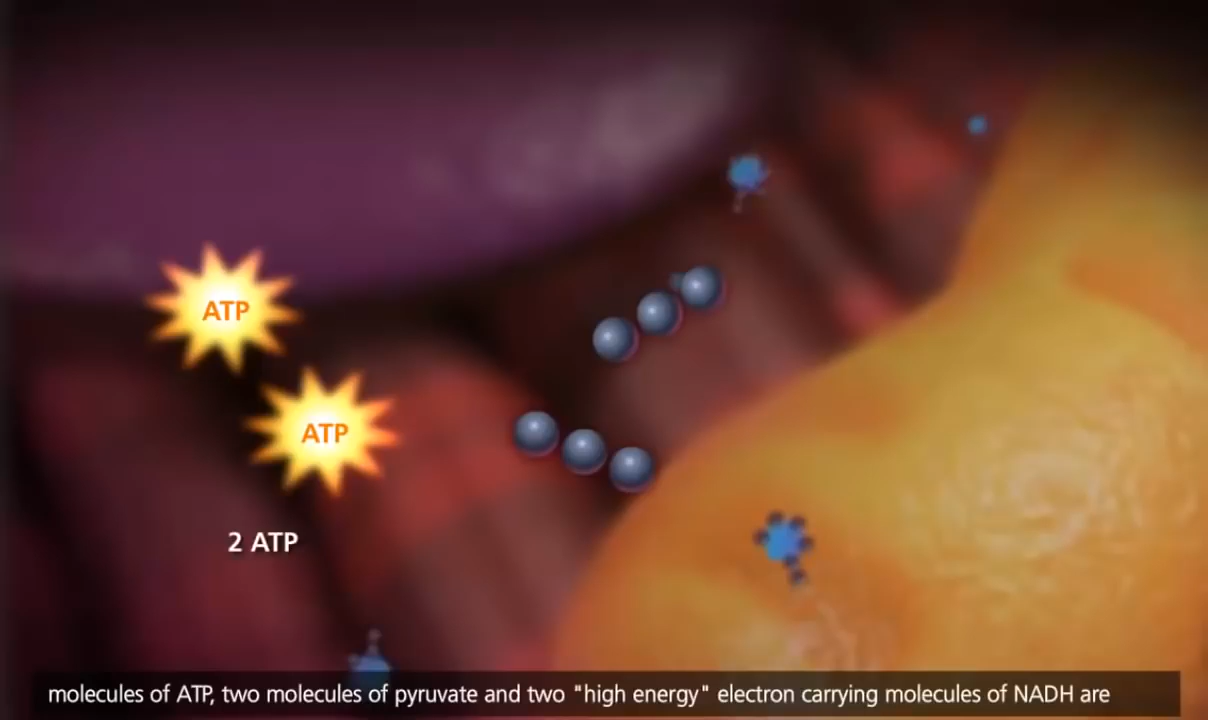 ATP
ATP
2 ATP
molecules of ATP, two molecules of pyruvate and two "high energy" electron carrying molecules of NADH are